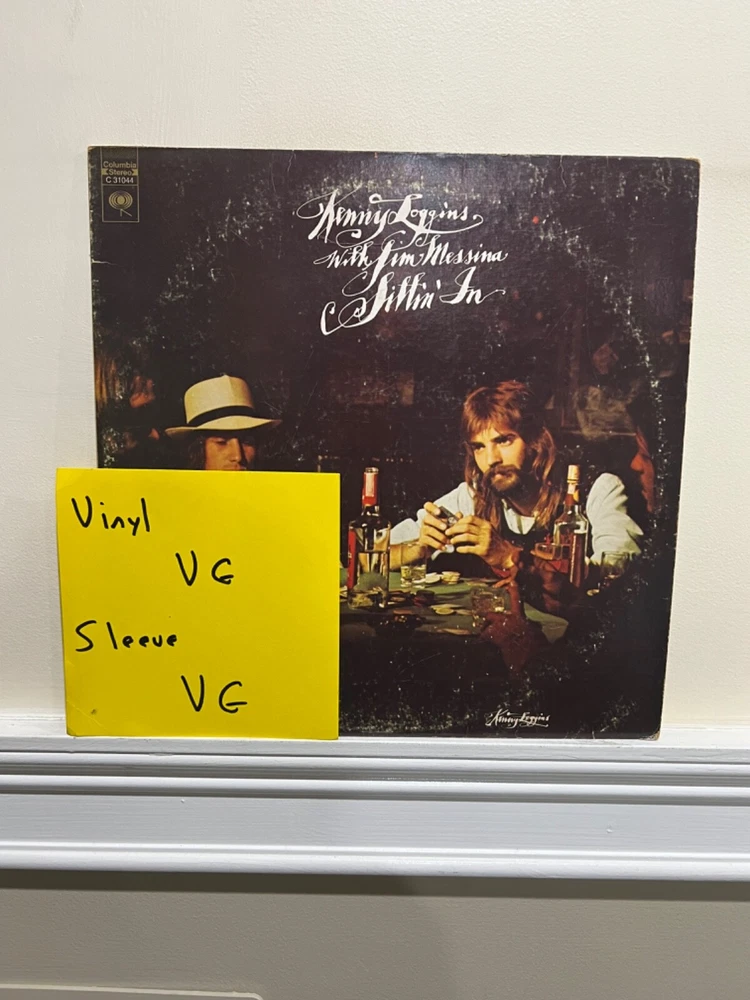 Columbia
Stereo
C 31044
Kenny Loggins
With Jim Messina
Sittin' In
Vinyl
VG
Sleeve
VG
Kenny Loggins